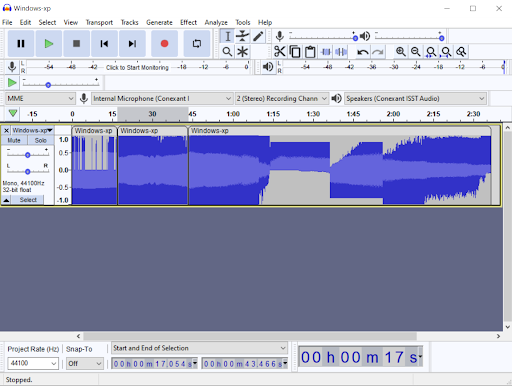 Windows-xp
File Edit Select View Transport Tracks Generate Effect Analyze Tools Help
L R -54 -48 Click to Start Monitoring -18 -12 -6 0
L R -54 -48 -42 -36 -30 -24 -18 -12 -6 0
MME Internal Microphone (Conexant I 2 (Stereo) Recording Chann Speakers (Conexant ISST Audio)
-15 0 15 30 45 1:00 1:15 1:30 1:45 2:00 2:15 2:30
Windows-xp Windows-xp Windows-xp Windows-xp
Mute Solo
- +
L R
Mono, 44100Hz
32-bit float
Select
1.0
0.5
0.0
-0.5
-1.0
Project Rate (Hz) Snap-To Start and End of Selection
44100 Off 00h00m17,054s 00h00m43,466s
00h00m17s
Stopped.